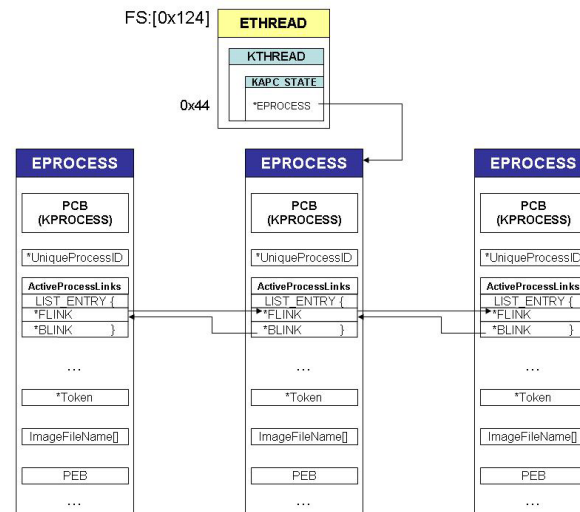 FS:[0x124]
ETHREAD
KTHREAD
KAPC STATE
0x44
*EPROCESS
EPROCESS
PCB
(KPROCESS)
*UniqueProcessID
ActiveProcessLinks
LIST_ENTRY {
*FLINK
*BLINK }
...
*Token
ImageFileName[]
PEB
...
EPROCESS
PCB
(KPROCESS)
*UniqueProcessID
ActiveProcessLinks
LIST_ENTRY {
*FLINK
*BLINK }
...
*Token
ImageFileName[]
PEB
...
EPROCESS
PCB
(KPROCESS)
*UniqueProcessID
ActiveProcessLinks
LIST_ENTRY {
*FLINK
*BLINK }
...
*Token
ImageFileName[]
PEB
...